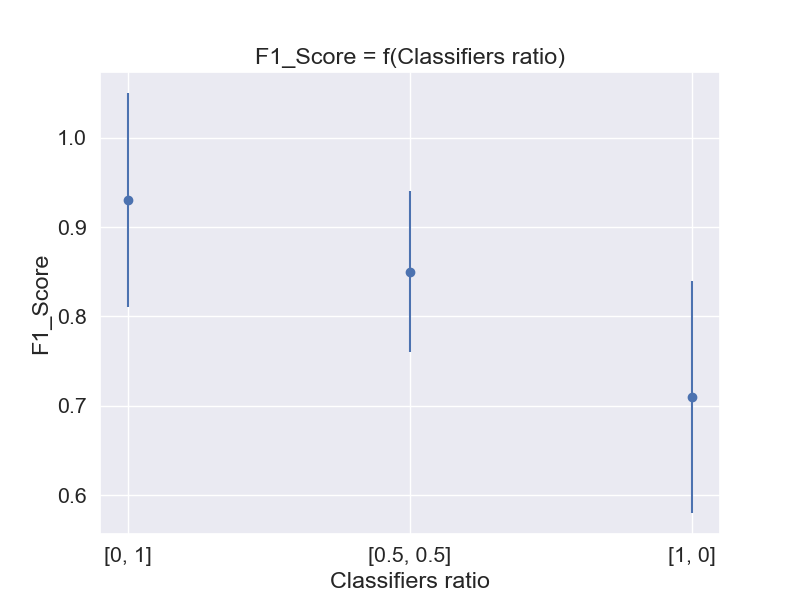 F1_Score = f(Classifiers ratio)
1.0
0.9
0.8
0.7
0.6
F1_Score
[0, 1]
[0.5, 0.5]
[1, 0]
Classifiers ratio